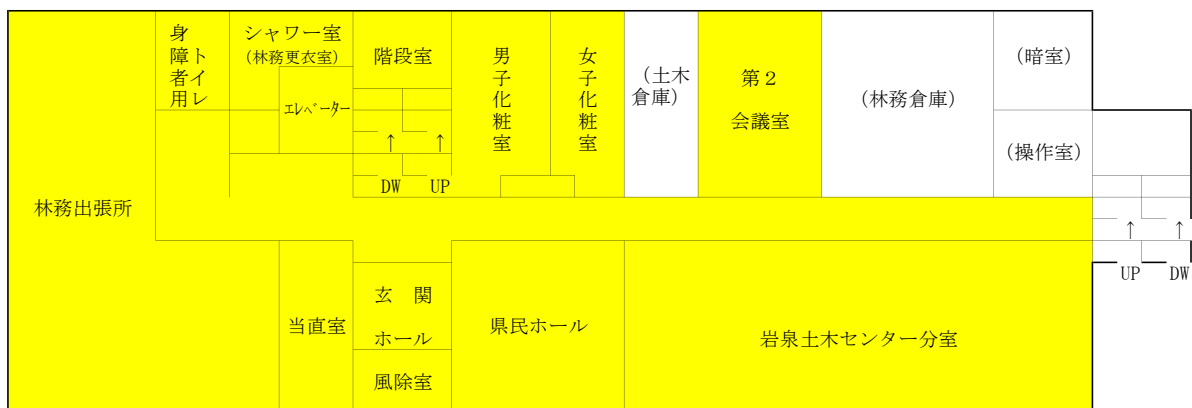 身
障ト
者イ
用レ
シャワー室
(林務更衣室)
エレベーター
階段室
↑ ↑
DW UP
男子化粧室
女子化粧室
(土木
倉庫)
第2
会議室
(林務倉庫)
(暗室)
(操作室)
↑ ↑
UP DW
林務出張所
当直室
玄 関
ホール
風除室
県民ホール
岩泉土木センター分室